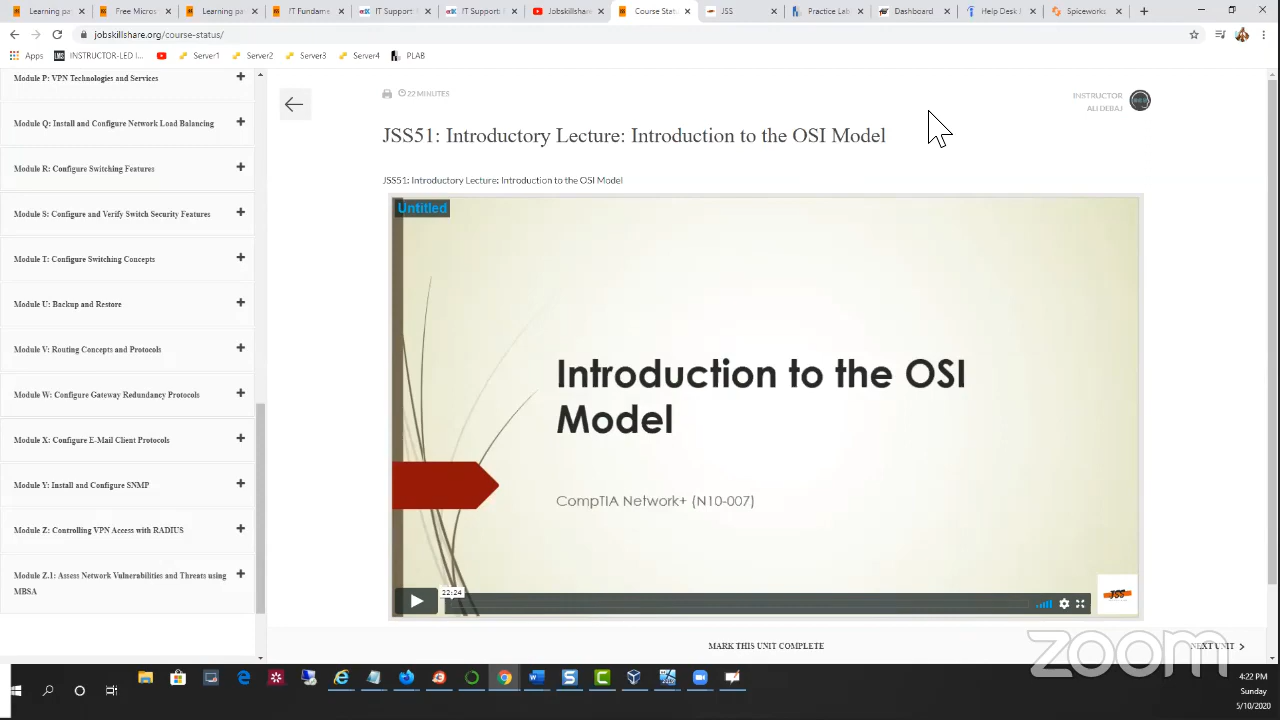 Learning pa
Free Micros
Learning pa
IT Fundame
IT Support
IT Support
Jobskillshare
Course Stat
JSS
Practice Lab
Dashboard
Help Desk
Spiceworks
jobskillshare.org/course-status/
Apps
INSTRUCTOR-LED I...
Server1
Server2
Server3
Server4
PLAB
Module P: VPN Technologies and Services
Module Q: Install and Configure Network Load Balancing
Module R: Configure Switching Features
Module S: Configure and Verify Switch Security Features
Module T: Configure Switching Concepts
Module U: Backup and Restore
Module V: Routing Concepts and Protocols
Module W: Configure Gateway Redundancy Protocols
Module X: Configure E-Mail Client Protocols
Module Y: Install and Configure SNMP
Module Z: Controlling VPN Access with RADIUS
Module Z.1: Assess Network Vulnerabilities and Threats using
MBSA
22 MINUTES
INSTRUCTOR
ALI DEBAJ
JSS51: Introductory Lecture: Introduction to the OSI Model
JSS51: Introductory Lecture: Introduction to the OSI Model
Untitled
Introduction to the OSI
Model
CompTIA Network+ (N10-007)
22:24
JSS
MARK THIS UNIT COMPLETE
NEXT UNIT
zoom
4:22 PM
Sunday
5/10/2020